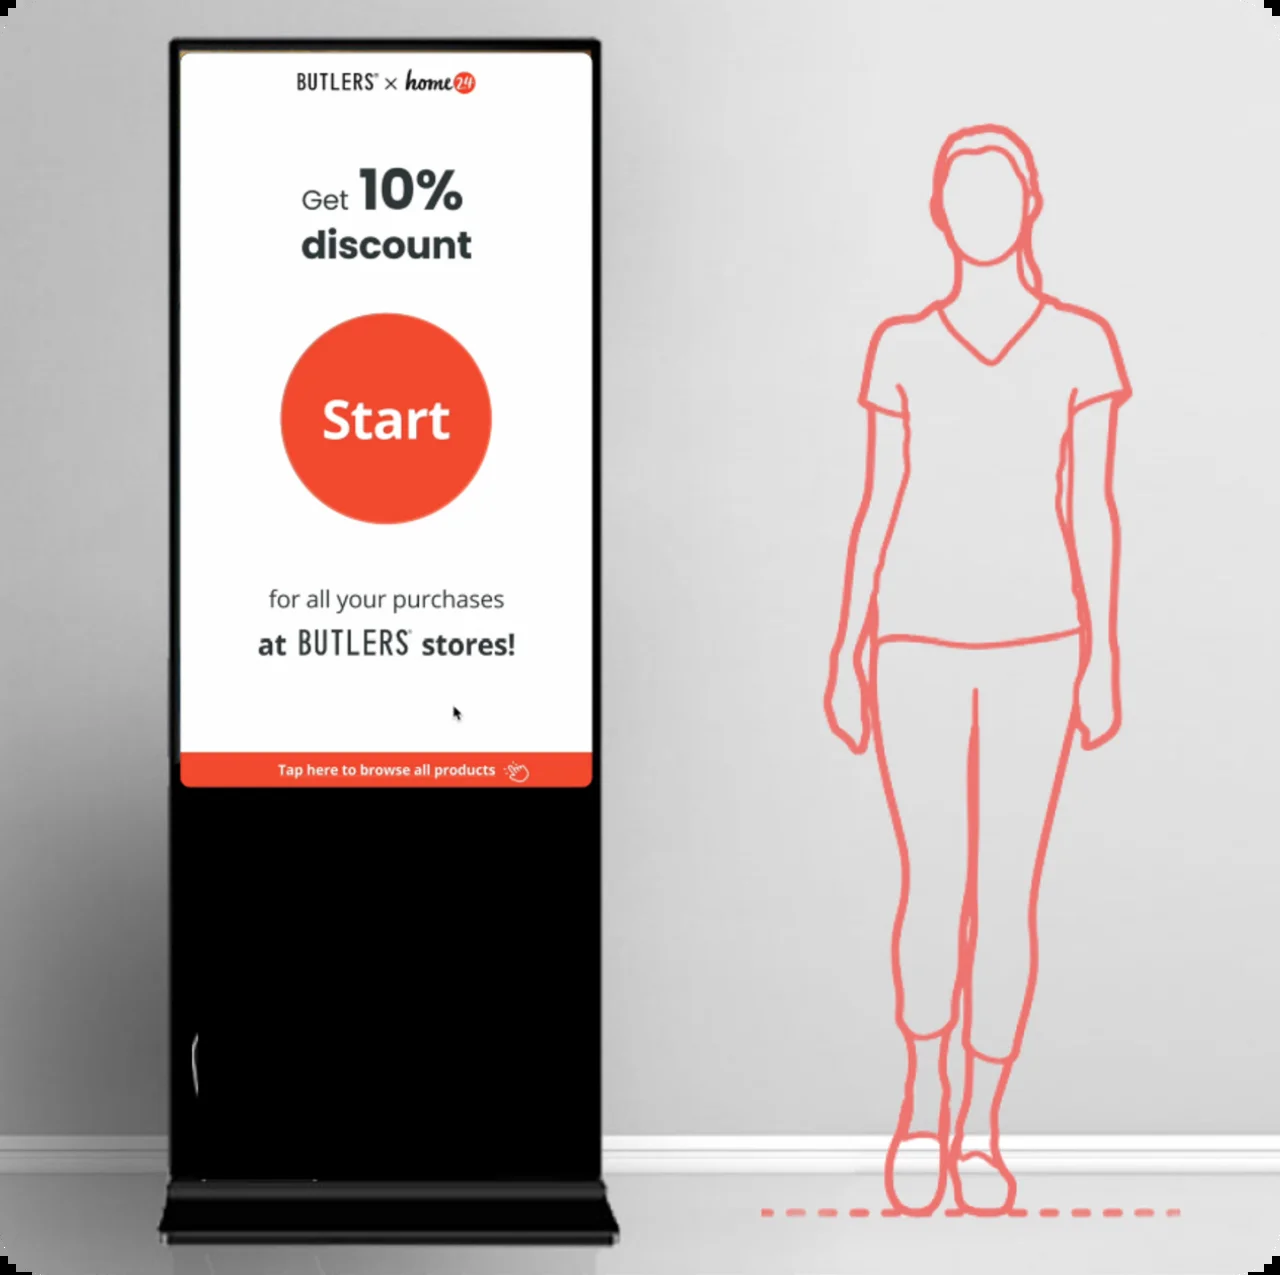 BUTLERS® × home24
Get 10%
discount
Start
for all your purchases
at BUTLERS® stores!
Tap here to browse all products